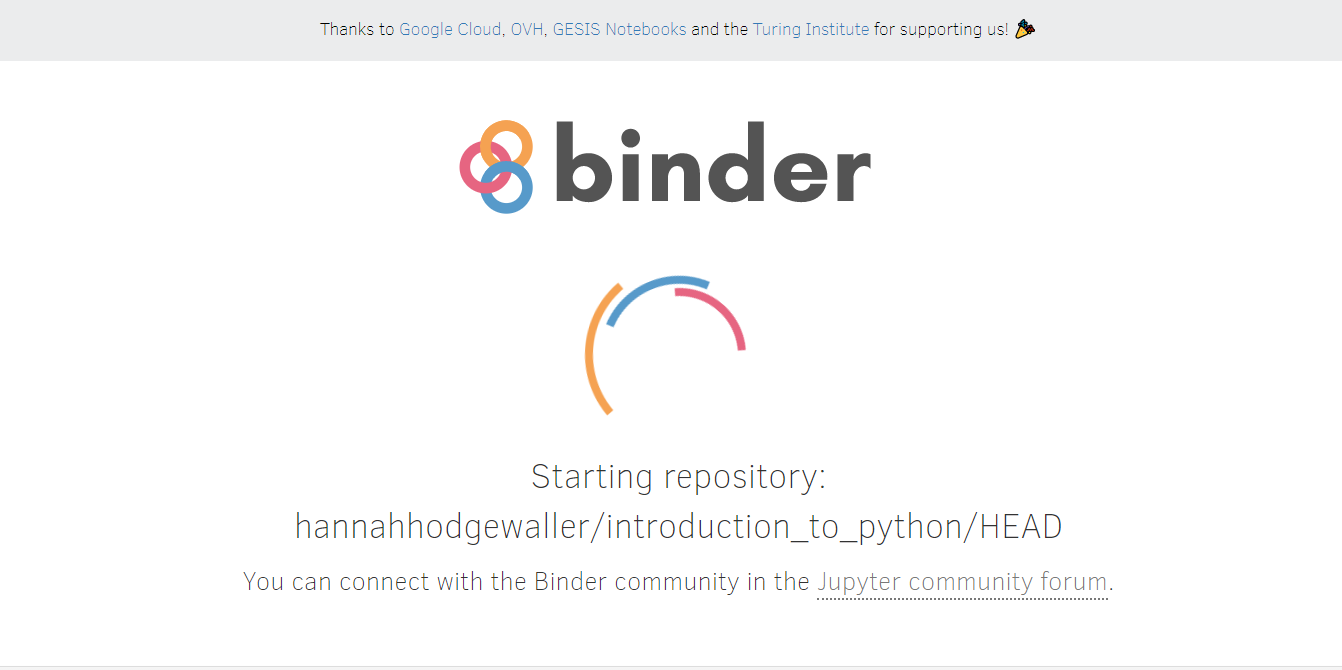 Thanks to Google Cloud, OVH, GESIS Notebooks and the Turing Institute for supporting us! 🎉
binder
Starting repository:
hannahhodgewaller/introduction_to_python/HEAD
You can connect with the Binder community in the Jupyter community forum.